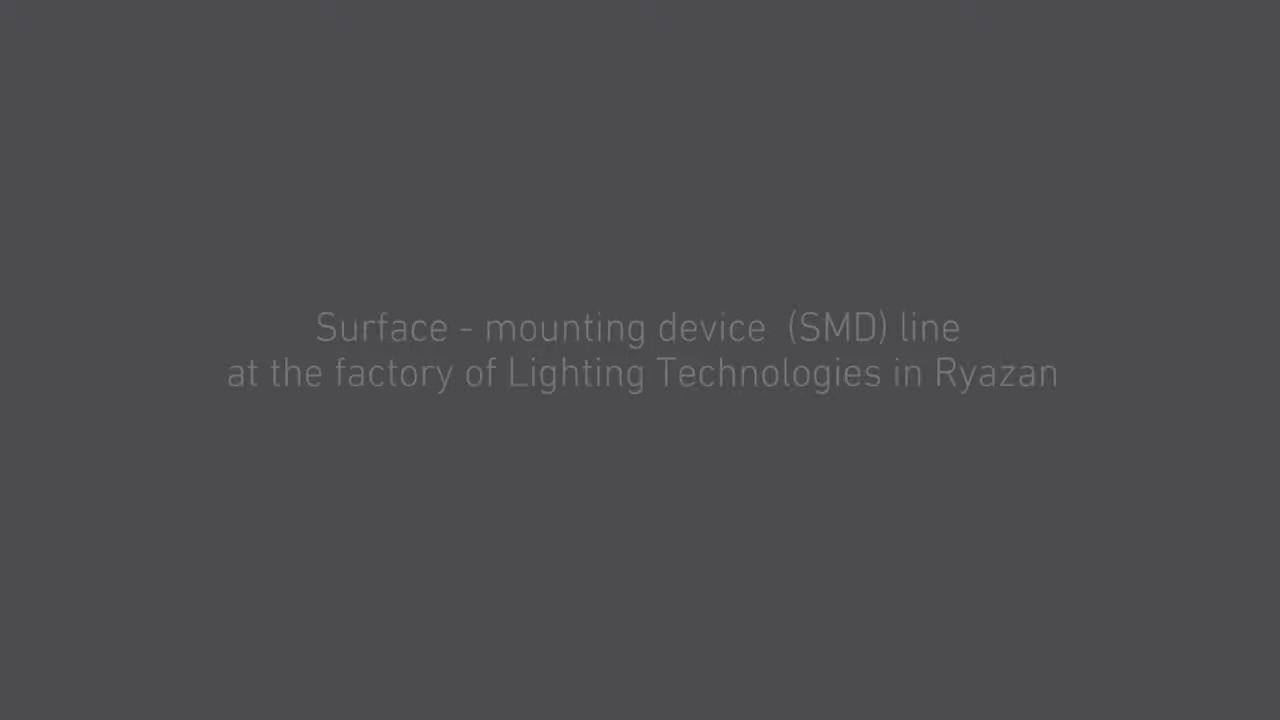 Surface - mounting device (SMD) line
at the factory of Lighting Technologies in Ryazan